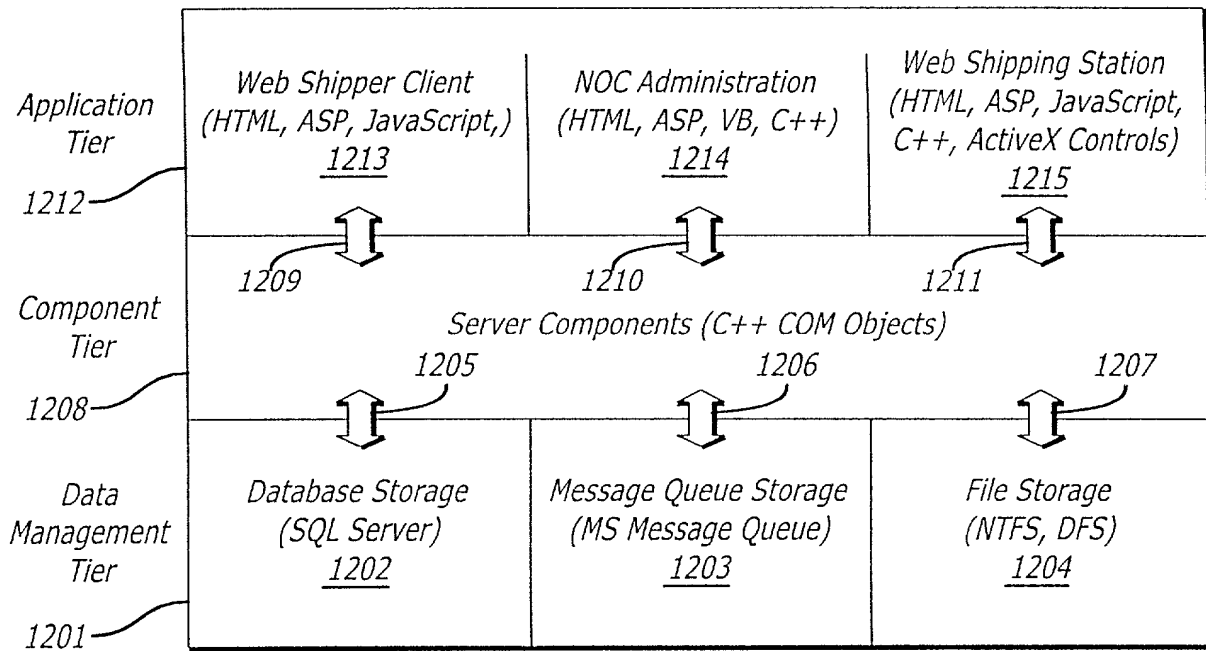 Application
Tier
1212
Web Shipper Client
(HTML, ASP, JavaScript,)
1213
NOC Administration
(HTML, ASP, VB, C++)
1214
Web Shipping Station
(HTML, ASP, JavaScript,
C++, ActiveX Controls)
1215
1209
1210
1211
Component
Tier
1208
Server Components (C++ COM Objects)
1205
1206
1207
Data
Management
Tier
1201
Database Storage
(SQL Server)
1202
Message Queue Storage
(MS Message Queue)
1203
File Storage
(NTFS, DFS)
1204